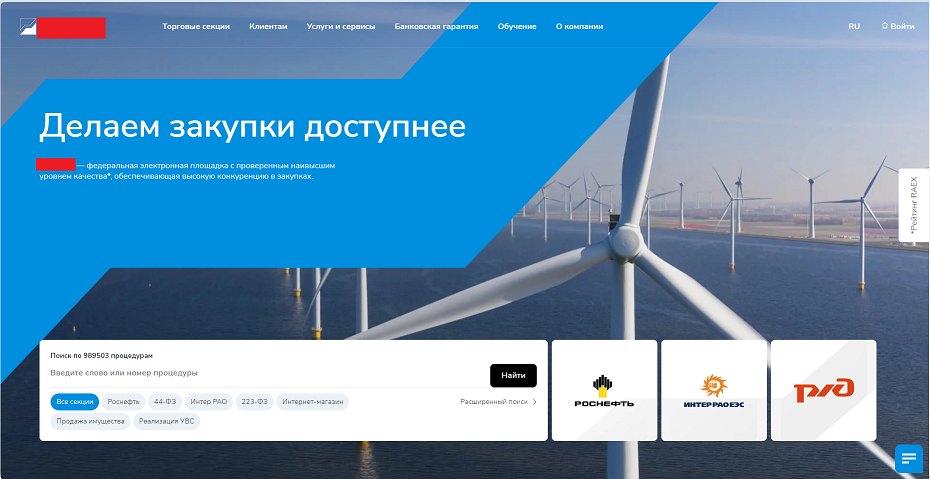 Торговые секции Клиентам Услуги и сервисы Банковская гарантия Обучение О компании RU Войти
Делаем закупки доступнее
— федеральная электронная площадка с проверенным наивысшим
уровнем качества*, обеспечивающая высокую конкуренцию в закупках.
*Рейтинг RAEX
Поиск по 989503 процедурам
Введите слово или номер процедуры
Найти
Все секции Роснефть 44-ФЗ Интер РАО 223-ФЗ Интернет-магазин Расширенный поиск
Продажа имущества Реализация УВС
РОСНЕФТЬ
ИНТЕР РАО ЕЭС
РЖД